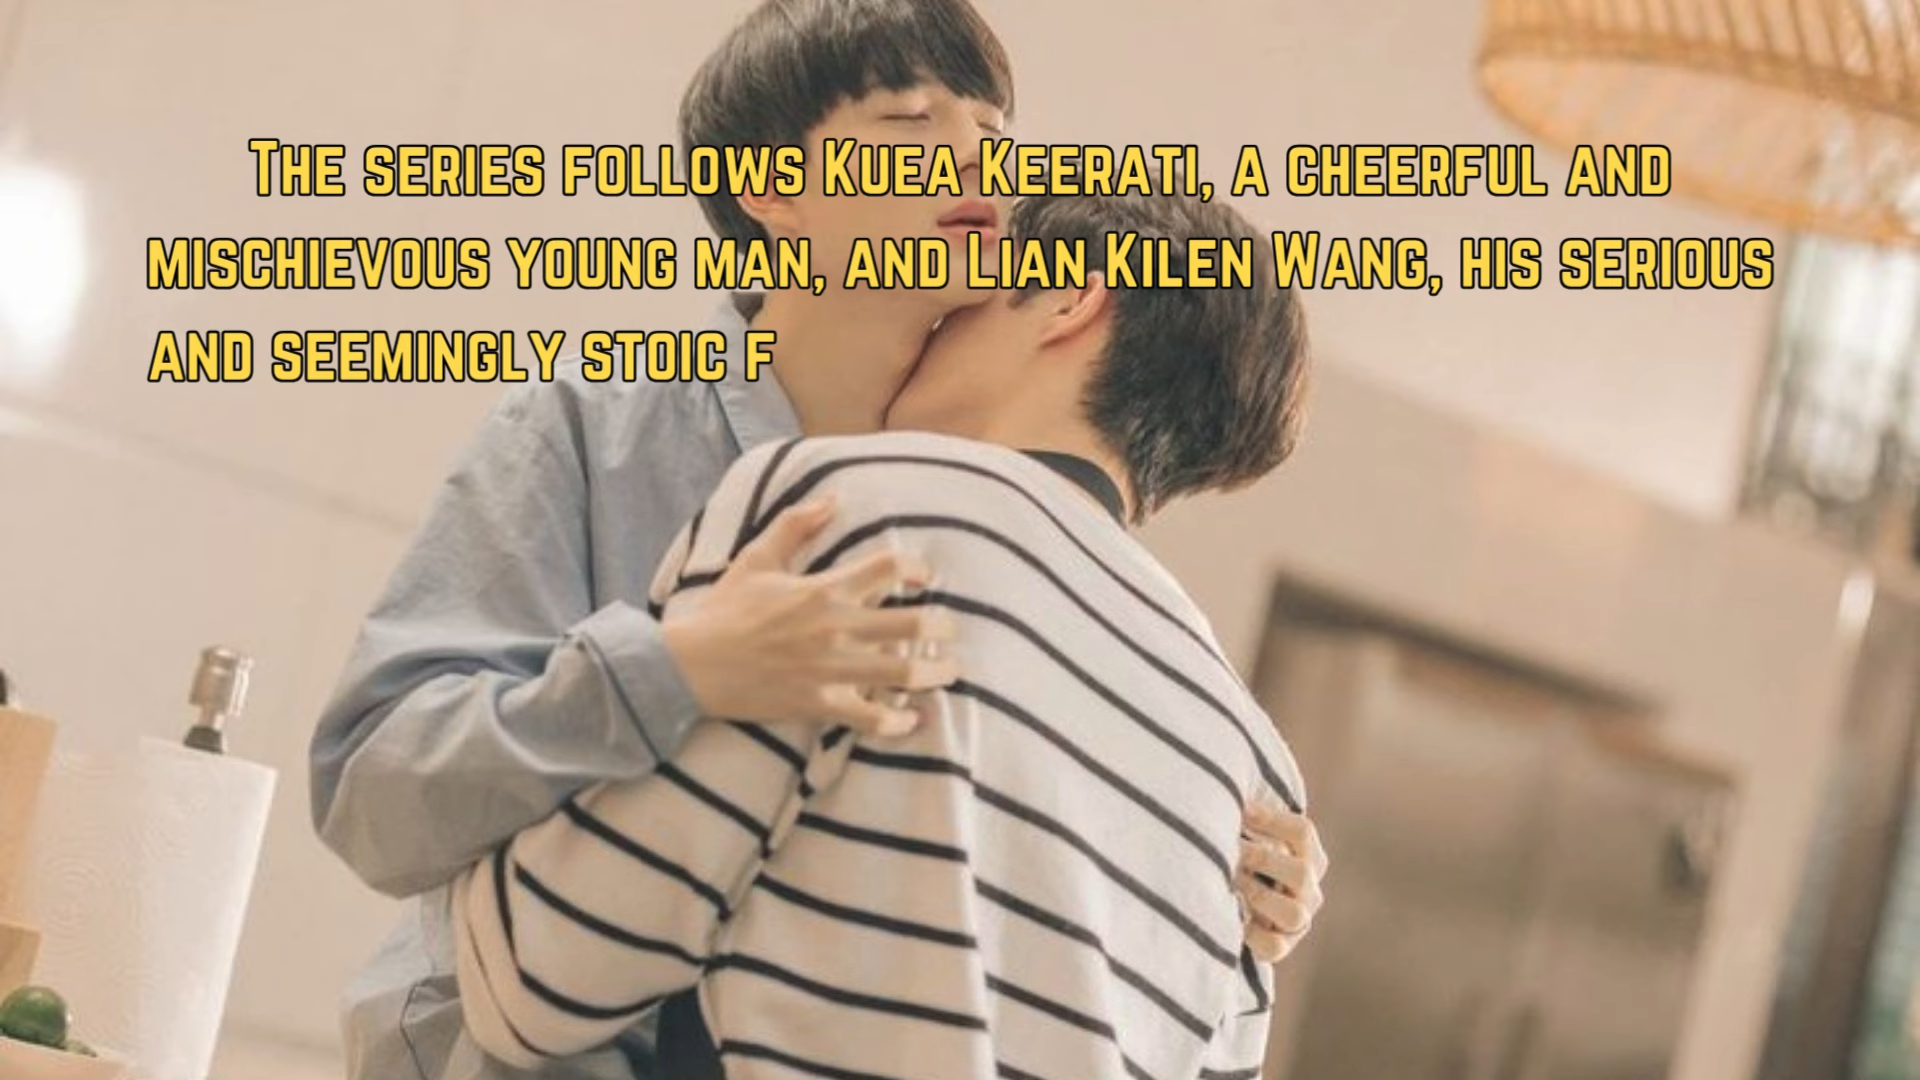 The series follows Kuea Keerati, a cheerful and
mischievous young man, and Lian Kilen Wang, his serious
and seemingly stoic f